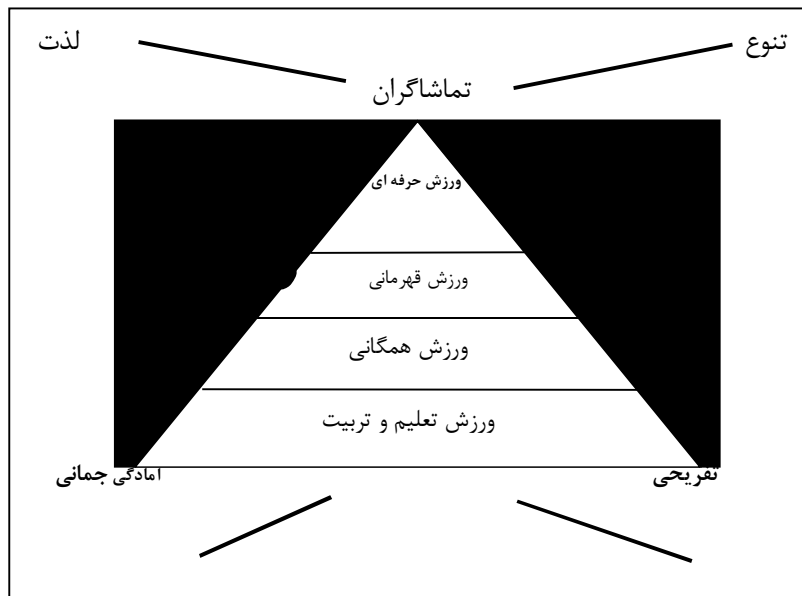 تنوع
لذت
تماشاگران
ورزش حرفه ای
ورزش قهرمانی
ورزش همگانی
ورزش تعلیم و تربیت
تفریحی
امادگی جمانی